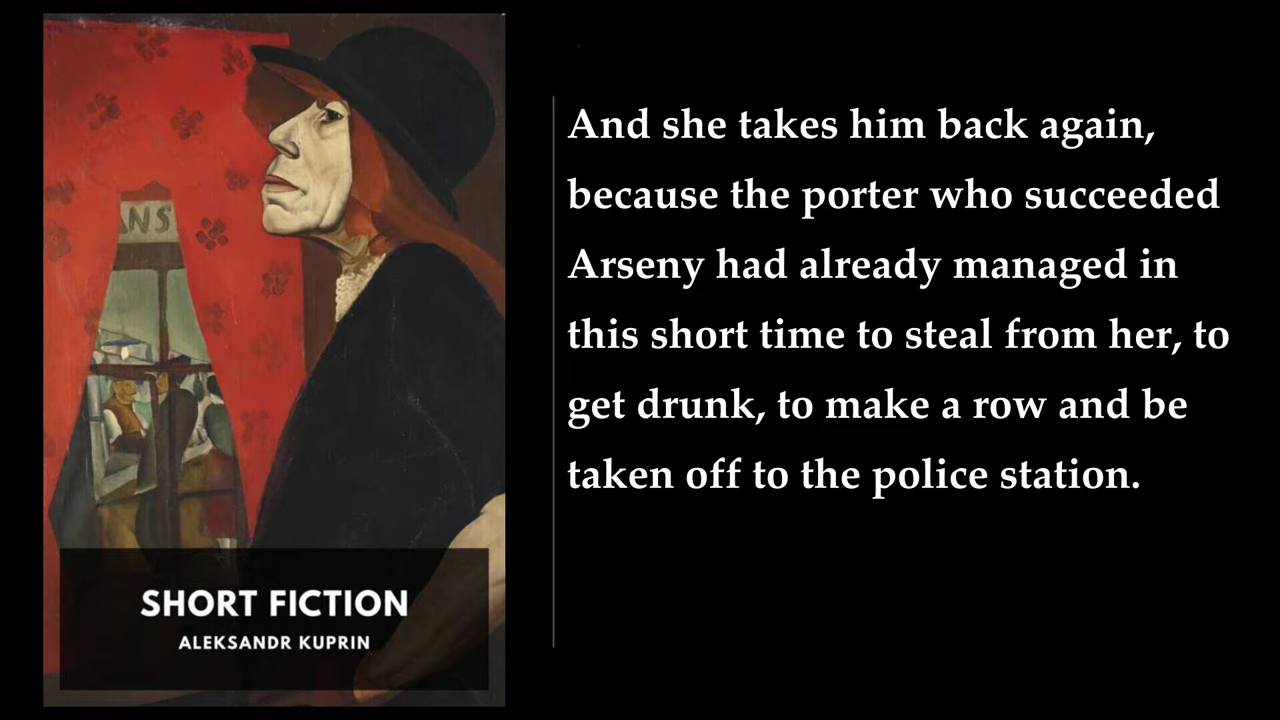 ANS
SHORT FICTION
ALEKSANDR KUPRIN
And she takes him back again,
because the porter who succeeded
Arseny had already managed in
this short time to steal from her, to
get drunk, to make a row and be
taken off to the police station.